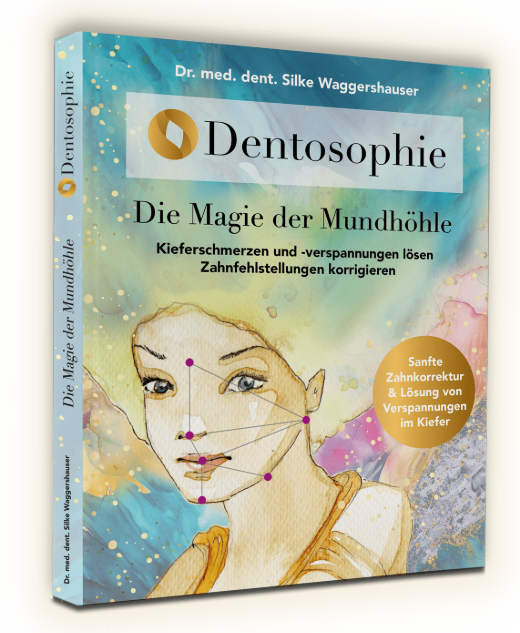 Dr. med. dent. Silke Waggershauser
Dentosophie
Die Magie der Mundhöhle
Kieferschmerzen und -verspannungen lösen
Zahnfehlstellungen korrigieren
Sanfte
Zahnkorrektur
& Lösung von
Verspannungen
im Kiefer
Dentosophie
Die Magie der Mundhöhle
Dr. med. dent. Silke Waggershauser